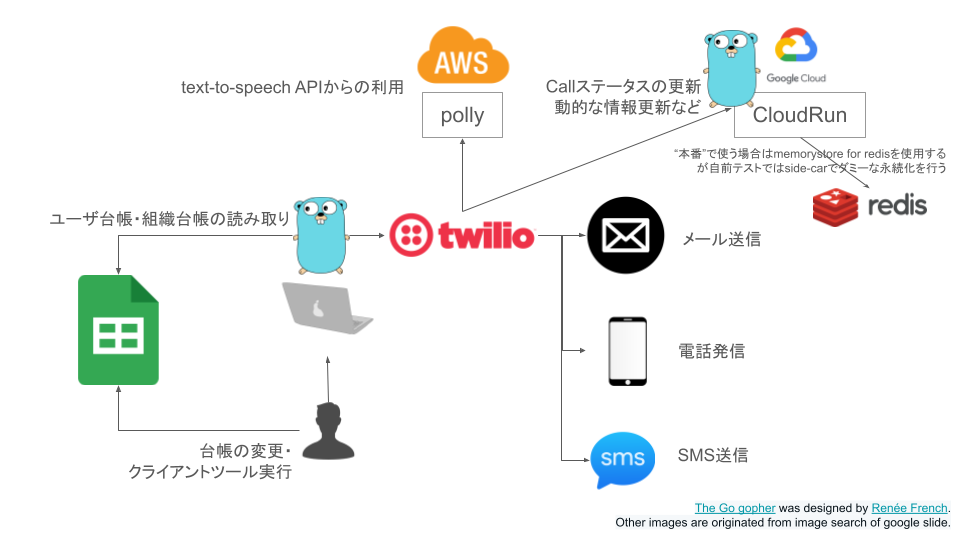 AWS
polly
text-to-speech APIからの利用
Callステータスの更新
動的な情報更新など
Google Cloud
CloudRun
“本番”で使う場合はmemorystore for redisを使用する
が自前テストではside-carでダミーな永続化を行う
redis
ユーザ台帳・組織台帳の読み取り
twilio
メール送信
電話発信
sms
SMS送信
台帳の変更・
クライアントツール実行
The Go gopher was designed by Renée French.
Other images are originated from image search of google slide.